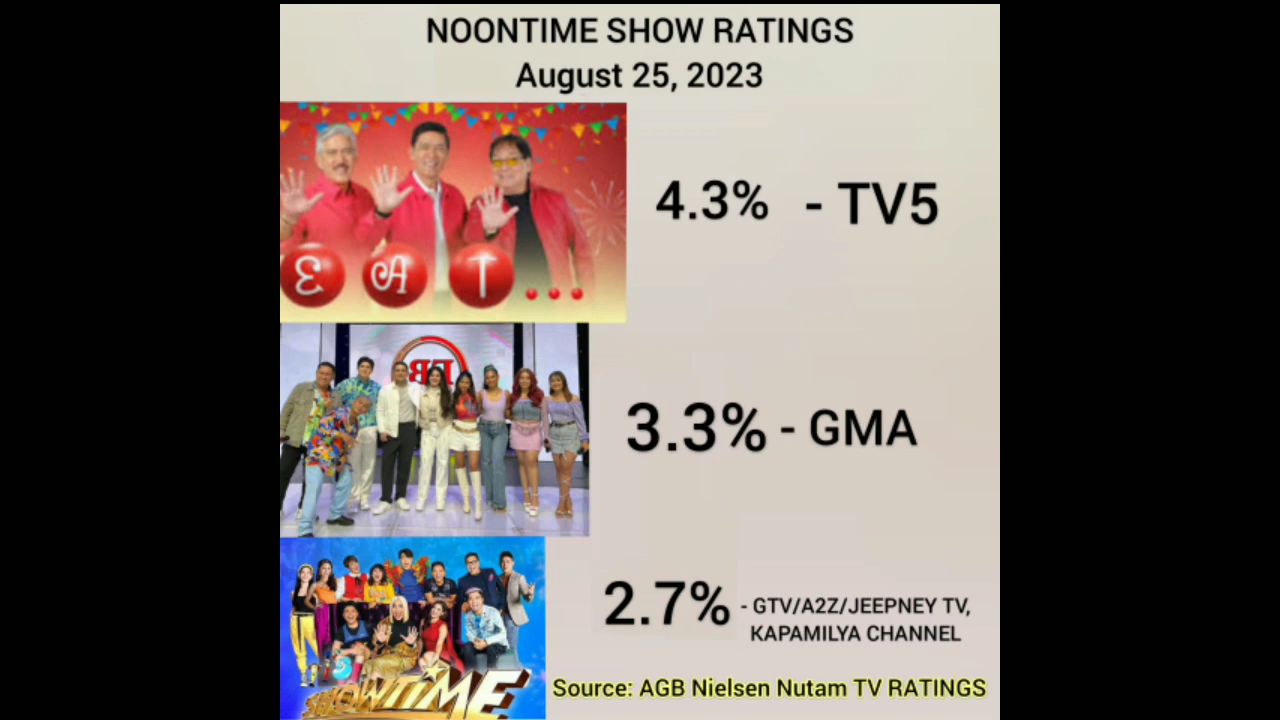 NOONTIME SHOW RATINGS
August 25, 2023
E A T...
4.3% - TV5
3.3% - GMA
2.7% - GTV/A2Z/JEEPNEY TV,
KAPAMILYA CHANNEL
SHOWTiME
Source: AGB Nielsen Nutam TV RATINGS